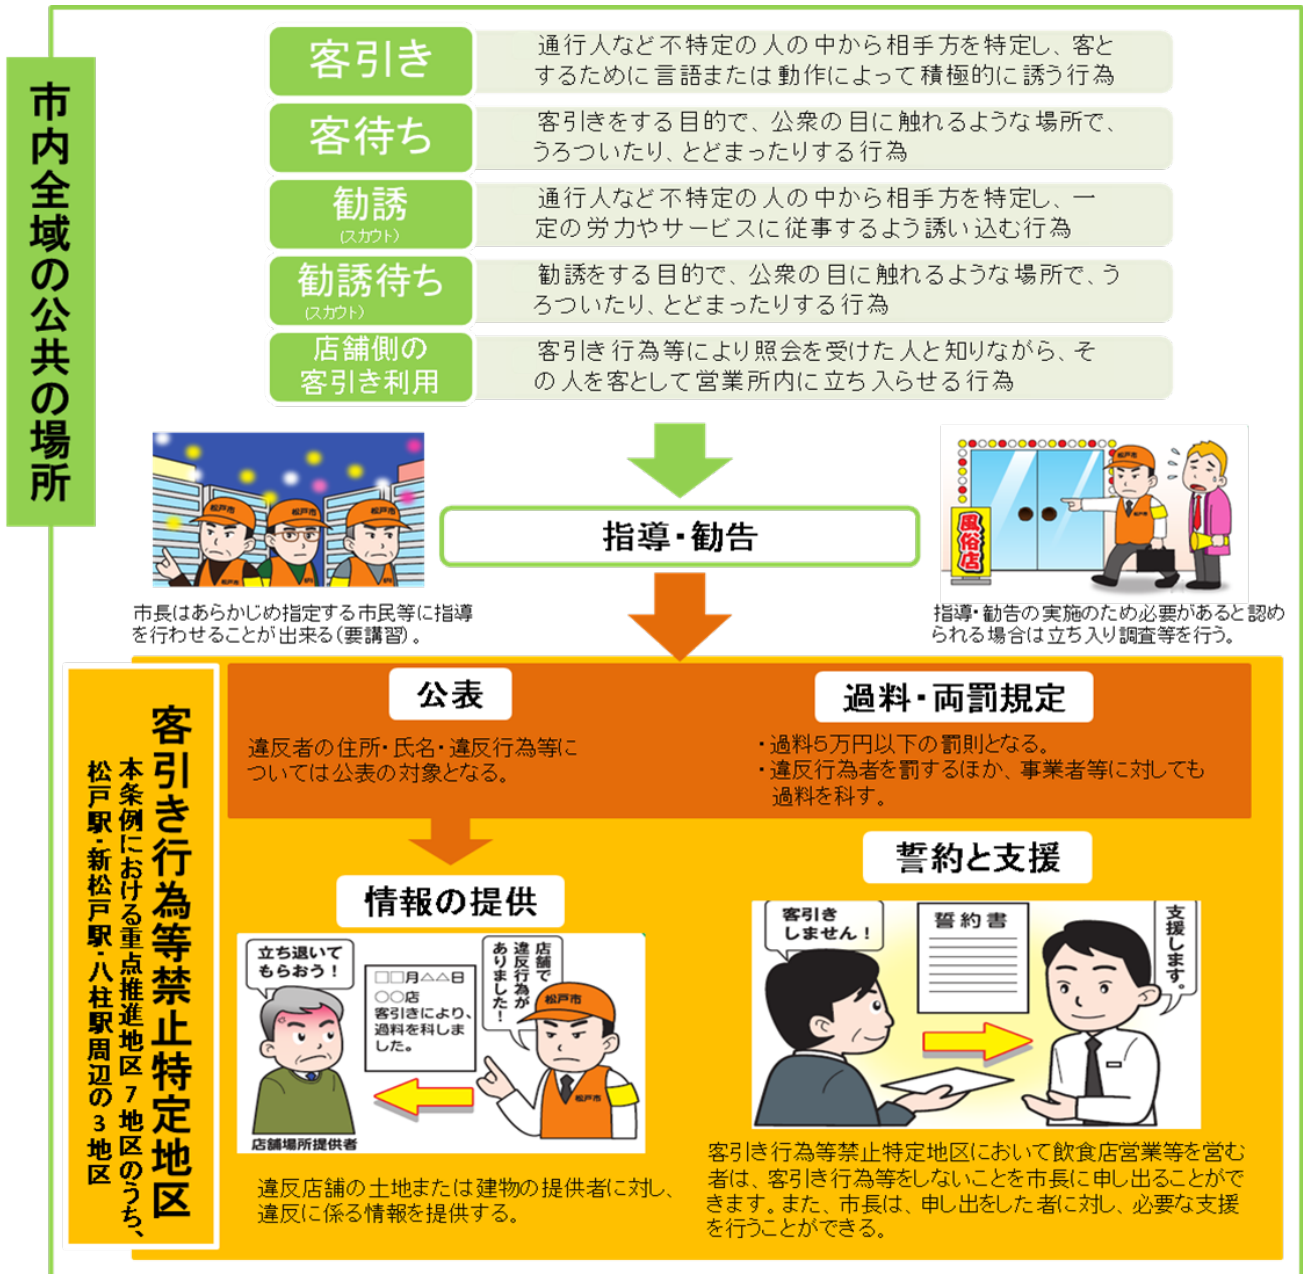 市内全域の公共の場所
客引き
通行人など不特定の人の中から相手方を特定し、客と
するために言語または動作によって積極的に誘う行為
客待ち
客引きをする目的で、公衆の目に触れるような場所で、
うろついたり、とどまったりする行為
勧誘
(スカウト)
通行人など不特定の人の中から相手方を特定し、一
定の労力やサービスに従事するよう誘い込む行為
勧誘待ち
(スカウト)
勧誘をする目的で、公衆の目に触れるような場所で、う
ろついたり、とどまったりする行為
店舗側の
客引き利用
客引き行為等により照会を受けた人と知りながら、そ
の人を客として営業所内に立ち入らせる行為
指導・勧告
松戸市
松戸市
松戸市
市長はあらかじめ指定する市民等に指導
を行わせることが出来る(要講習)。
松戸市
松戸市
風俗店
指導・勧告の実施のため必要があると認め
られる場合は立ち入り調査等を行う。
客引き行為等禁止特定地区
本条例における重点推進地区7地区のうち、
松戸駅・新松戸駅・八柱駅周辺の3地区
公表
違反者の住所・氏名・違反行為等に
ついては公表の対象となる。
過料・両罰規定
・過料5万円以下の罰則となる。
・違反行為者を罰するほか、事業者等に対しても
過料を科す。
情報の提供
立ち退いて
もらおう!
□□月△△日
○○店
客引きにより、
過料を科しま
した。
店舗で
違反行為が
ありました!
松戸市
松戸市
店舗場所提供者
違反店舗の土地または建物の提供者に対し、
違反に係る情報を提供する。
誓約と支援
客引き
しません!
誓約書
支援します。
客引き行為等禁止特定地区において飲食店営業等を営む
者は、客引き行為等をしないことを市長に申し出ることがで
きます。また、市長は、申し出をした者に対し、必要な支援
を行うことができる。